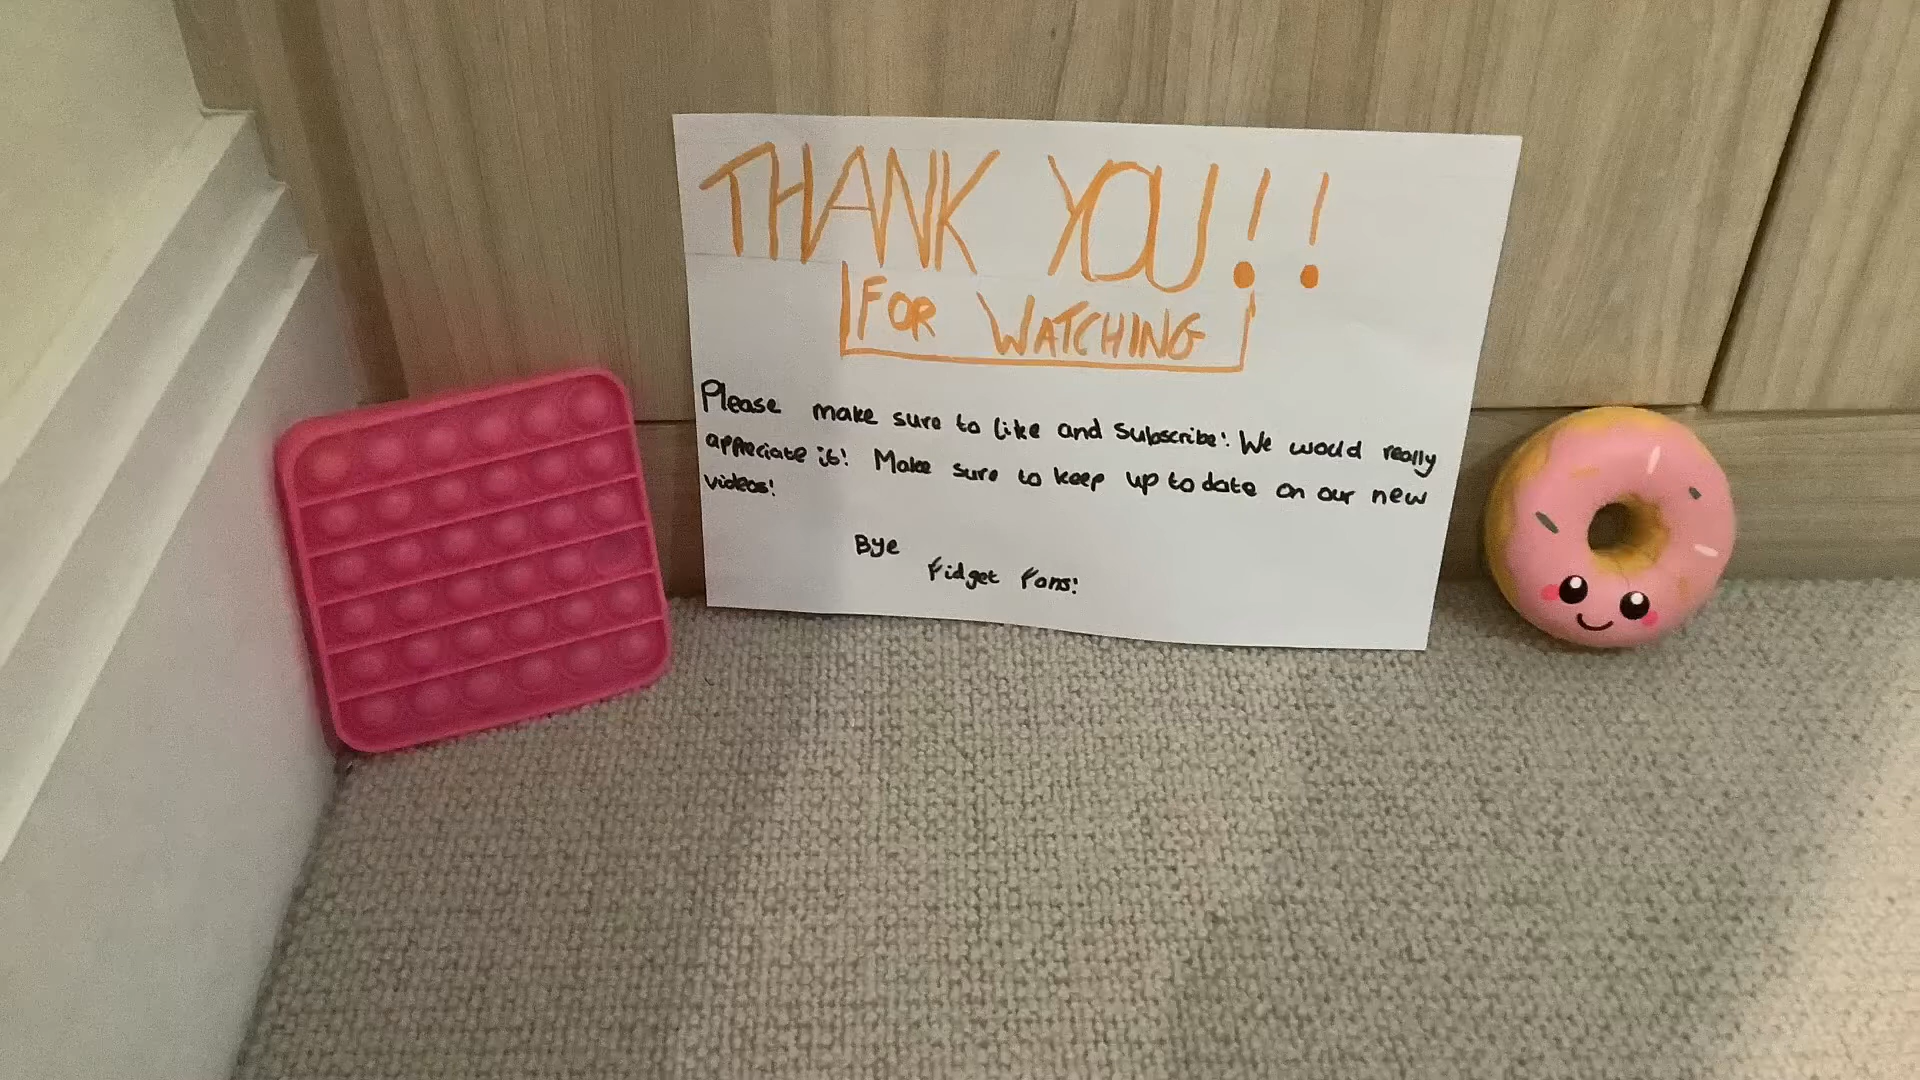 THANK YOU!!
FOR WATCHING
Please make sure to like and Subscribe! We would really
appreciate it! Make sure to keep up to date on our new
videos!
Bye
Fidget Fans!